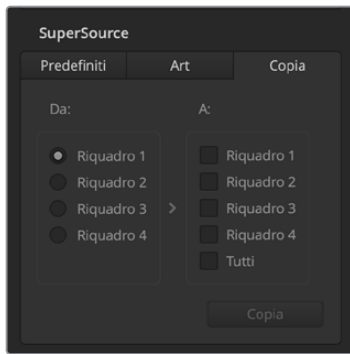 SuperSource
Predefiniti Art Copia
Da: A:
Riquadro 1 Riquadro 1
Riquadro 2 Riquadro 2
Riquadro 3 > Riquadro 3
Riquadro 4 Riquadro 4
Tutti
Copia